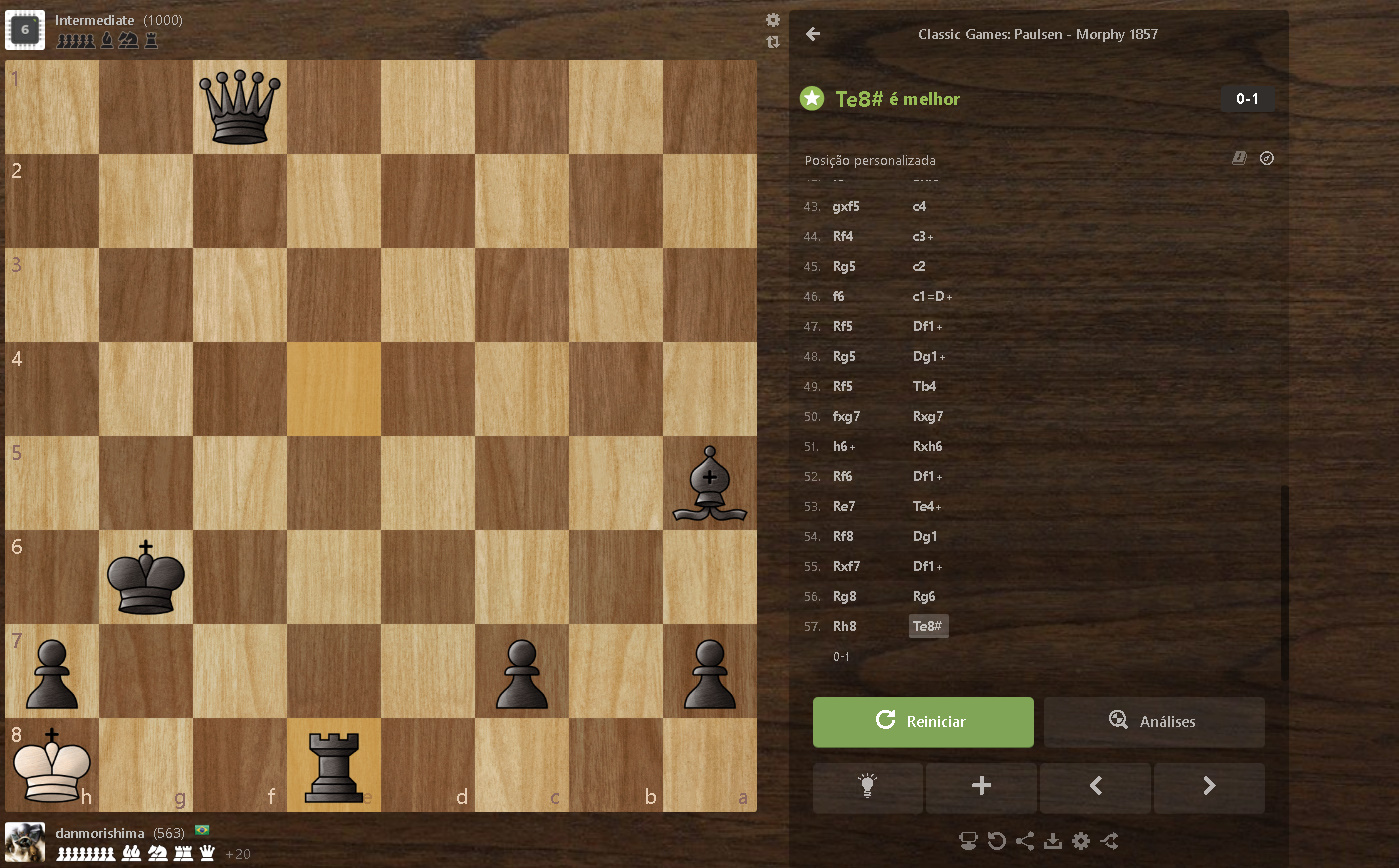 6
Intermediate (1000)
Classic Games: Paulsen - Morphy 1857
Te8# é melhor
0-1
Posição personalizada
43. gxf5 c4
44. Rf4 c3+
45. Rg5 c2
46. f6 c1=D+
47. Rf5 Df1+
48. Rg5 Dg1+
49. Rf5 Tb4
50. fxg7 Rxg7
51. h6+ Rxh6
52. Rf6 Df1+
53. Re7 Te4+
54. Rf8 Dg1
55. Rxf7 Df1+
56. Rg8 Rg6
57. Rh8 Te8#
0-1
Reiniciar
Análises
1
2
3
4
5
6
7
8
h g f e d c b a
danmorishima (563)
+20